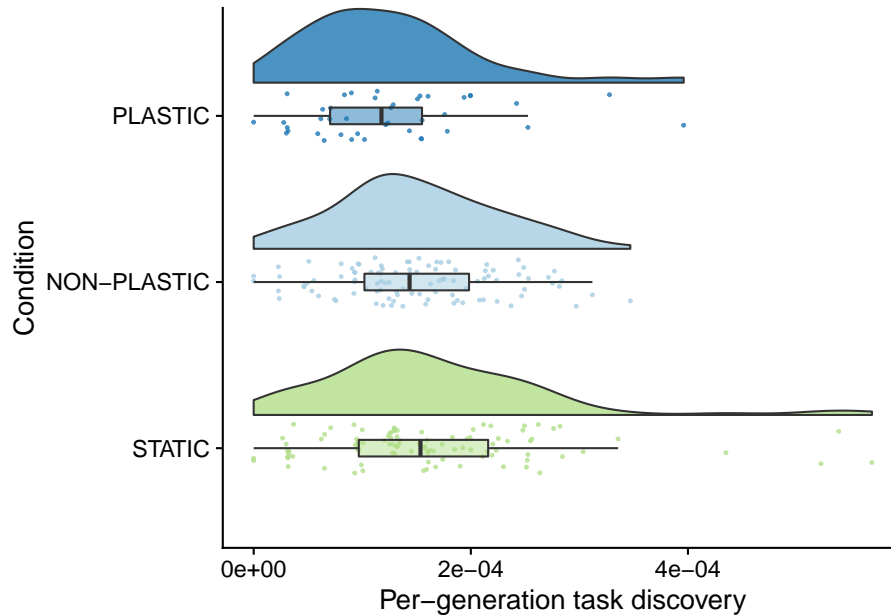 PLASTIC
NON−PLASTIC
STATIC
Condition
0e+00 2e−04 4e−04
Per−generation task discovery